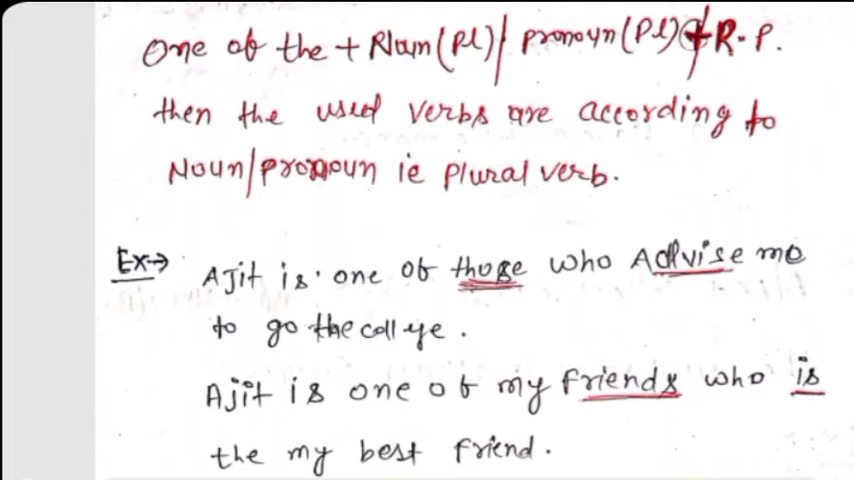 One of the + Noun(Pl)/ pronoun(Pl) + R.P.
then the used verbs are according to
Noun/pronoun ie plural verb.
Ex→ Ajit is one of those who Advise me
to go the college.
Ajit is one of my friends who is
the my best friend.